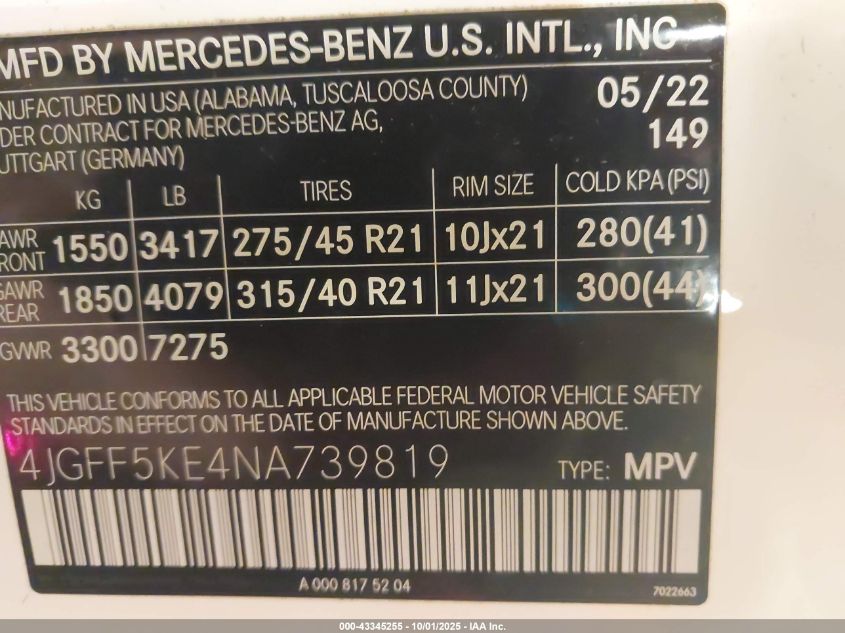 MFD BY MERCEDES-BENZ U.S. INTL., INC
NUFACTURED IN USA (ALABAMA, TUSCALOOSA COUNTY) 05/22
DER CONTRACT FOR MERCEDES-BENZ AG, 149
UTTGART (GERMANY)
KG LB TIRES RIM SIZE COLD KPA (PSI)
AWR RONT 1550 3417 275/45 R21 10Jx21 280(41)
GAWR REAR 1850 4079 315/40 R21 11Jx21 300(44)
GVWR 3300 7275
THIS VEHICLE CONFORMS TO ALL APPLICABLE FEDERAL MOTOR VEHICLE SAFETY
STANDARDS IN EFFECT ON THE DATE OF MANUFACTURE SHOWN ABOVE.
4JGFF5KE4NA739819 TYPE: MPV
A 000 817 52 04
7022663
000-43345255 - 10/01/2025 - IAA Inc.